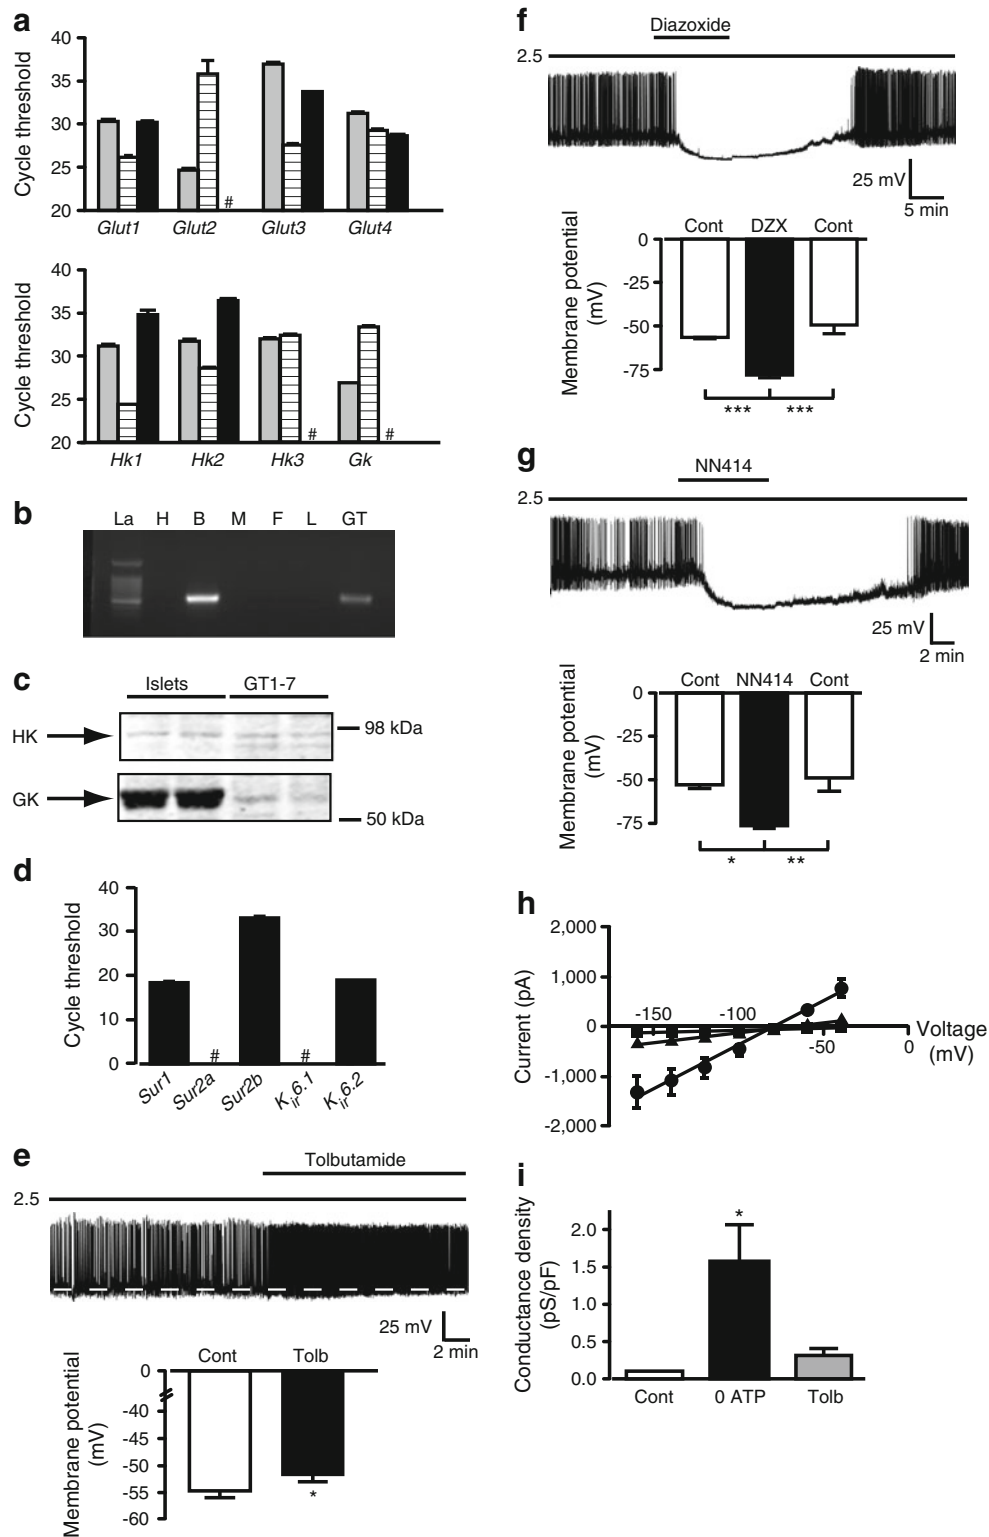 a
Cycle threshold
40
35
30
25
20
#
Glut1 Glut2 Glut3 Glut4
Cycle threshold
40
35
30
25
20
# #
Hk1 Hk2 Hk3 Gk
b
La H B M F L GT
c
Islets GT1-7
HK
98 kDa
GK
50 kDa
d
Cycle threshold
40
30
20
10
0
# #
Sur1 Sur2a Sur2b Kir6.1 Kir6.2
e
Tolbutamide
2.5
25 mV
2 min
Cont Tolb
Membrane potential
(mV)
0
-40
-45
-50
-55
-60
*
f
Diazoxide
2.5
25 mV
5 min
Cont DZX Cont
Membrane potential
(mV)
0
-25
-50
-75
*** ***
g
NN414
2.5
25 mV
2 min
Cont NN414 Cont
Membrane potential
(mV)
0
-25
-50
-75
* **
h
Current (pA)
2,000
1,000
0
-1,000
-2,000
-150 -100 -50 0
Voltage
(mV)
i
Conductance density
(pS/pF)
2.0
1.5
1.0
0.5
0.0
*
Cont 0 ATP Tolb